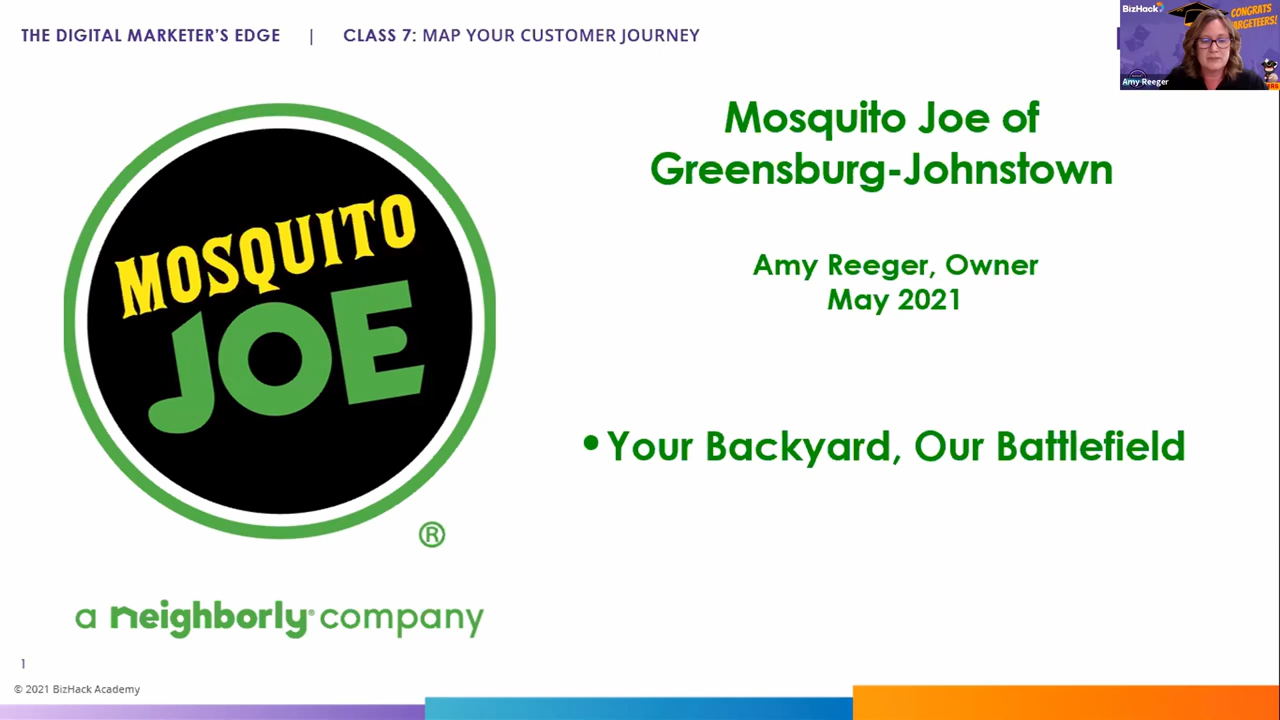 THE DIGITAL MARKETER'S EDGE | CLASS 7: MAP YOUR CUSTOMER JOURNEY
BizHack
CONGRATS
Amy Reeger
Mosquito Joe of
Greensburg-Johnstown
Amy Reeger, Owner
May 2021
• Your Backyard, Our Battlefield
MOSQUITO
JOE
®
a neighborly® company
1
© 2021 BizHack Academy